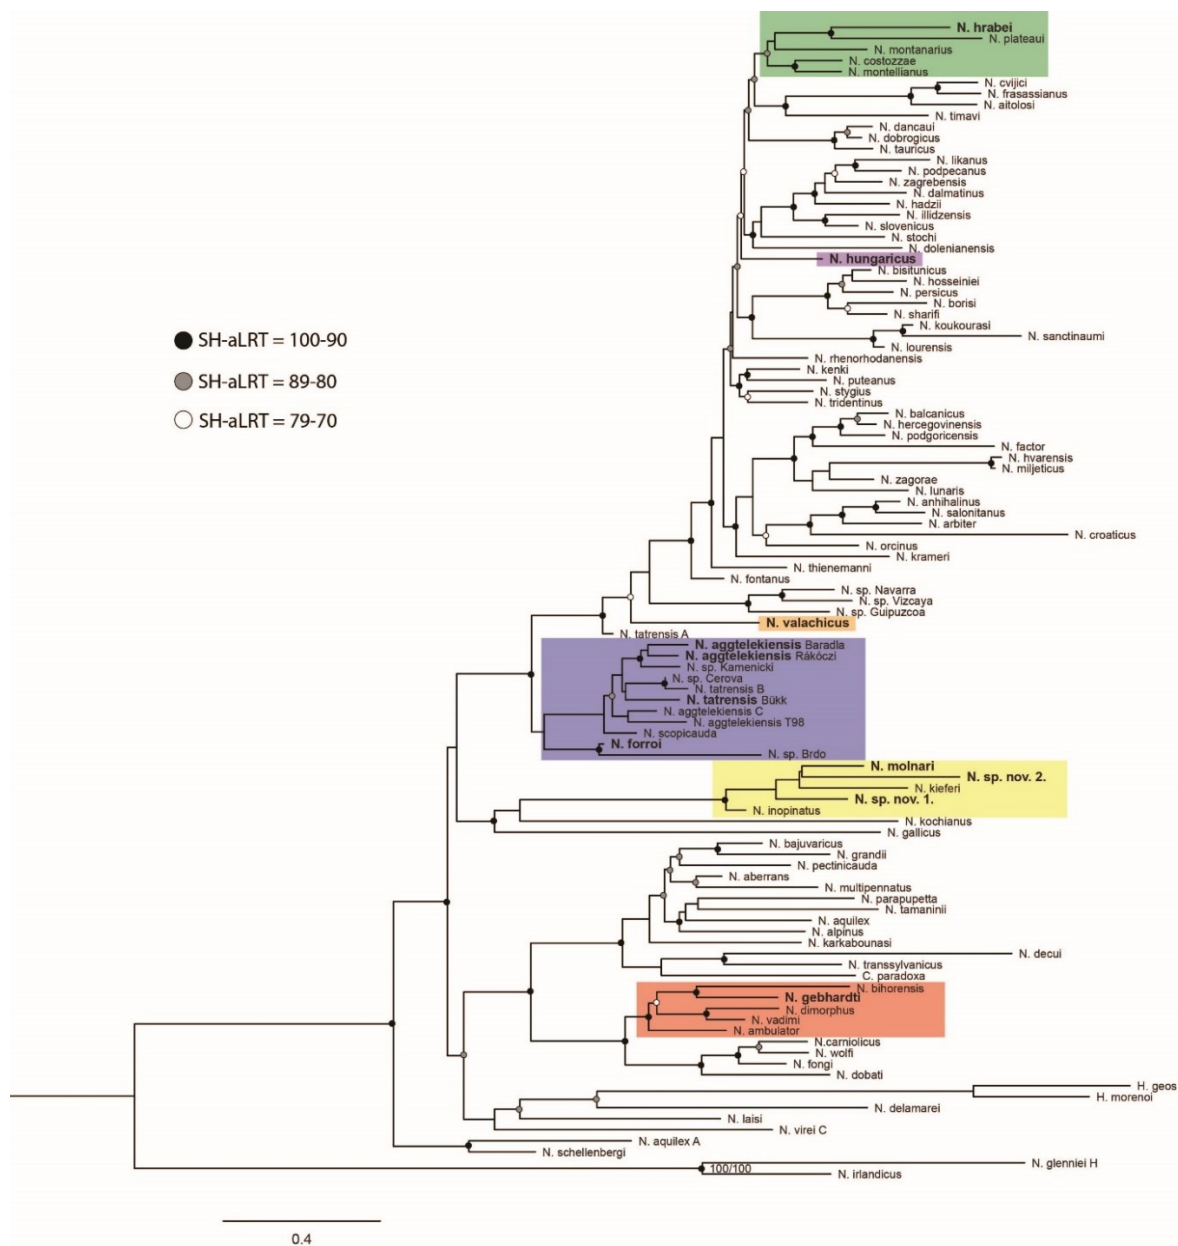 N. hrabei
N. plateaui
N. montanarius
N. costozzae
N. montellianus
N. cvijici
N. frasassianus
N. aitolosi
N. timavi
N. dancaui
N. dobrogicus
N. tauricus
N. likanus
N. podpecanus
N. zagrebensis
N. dalmatinus
N. hadzii
N. illidzensis
N. slovenicus
N. stochi
N. dolenianensis
N. hungaricus
N. bisitunicus
N. hosseiniei
N. persicus
N. borisi
N. sharifi
N. koukourasi
N. sanctinaumi
N. lourensis
N. rhenorhodanensis
N. kenki
N. puteanus
N. stygius
N. tridentinus
SH-aLRT = 100-90
SH-aLRT = 89-80
SH-aLRT = 79-70
N. balcanicus
N. hercegovinensis
N. podgoricensis
N. factor
N. hvarensis
N. miljeticus
N. zagorae
N. lunaris
N. anhihalinus
N. salonitanus
N. arbiter
N. croaticus
N. orcinus
N. krameri
N. thienemanni
N. fontanus
N. sp. Navarra
N. sp. Vizcaya
N. sp. Guipuzcoa
N. valachicus
N. tatrensis A
N. aggtelekiensis Baradla
N. aggtelekiensis Rákóczi
N. sp. Kamenicki
N. sp. Cerova
N. tatrensis B
N. tatrensis Bükk
N. aggtelekiensis C
N. aggtelekiensis T98
N. scopicauda
N. forroi
N. sp. Brdo
N. molnari
N. sp. nov. 2.
N. kieferi
N. sp. nov. 1.
N. inopinatus
N. kochianus
N. gallicus
N. bajuvaricus
N. grandii
N. pectinicauda
N. aberrans
N. multipennatus
N. parapupetta
N. tamaninii
N. aquilex
N. alpinus
N. karkabounasi
N. decui
N. transsylvanicus
C. paradoxa
N. bihorensis
N. gebhardti
N. dimorphus
N. vadimi
N. ambulator
N.carniolicus
N. wolfi
N. fongi
N. dobati
H. geos
H. morenoi
N. delamarei
N. laisi
N. virei C
N. aquilex A
N. schellenbergi
N. glenniei H
100/100
N. irlandicus
0.4